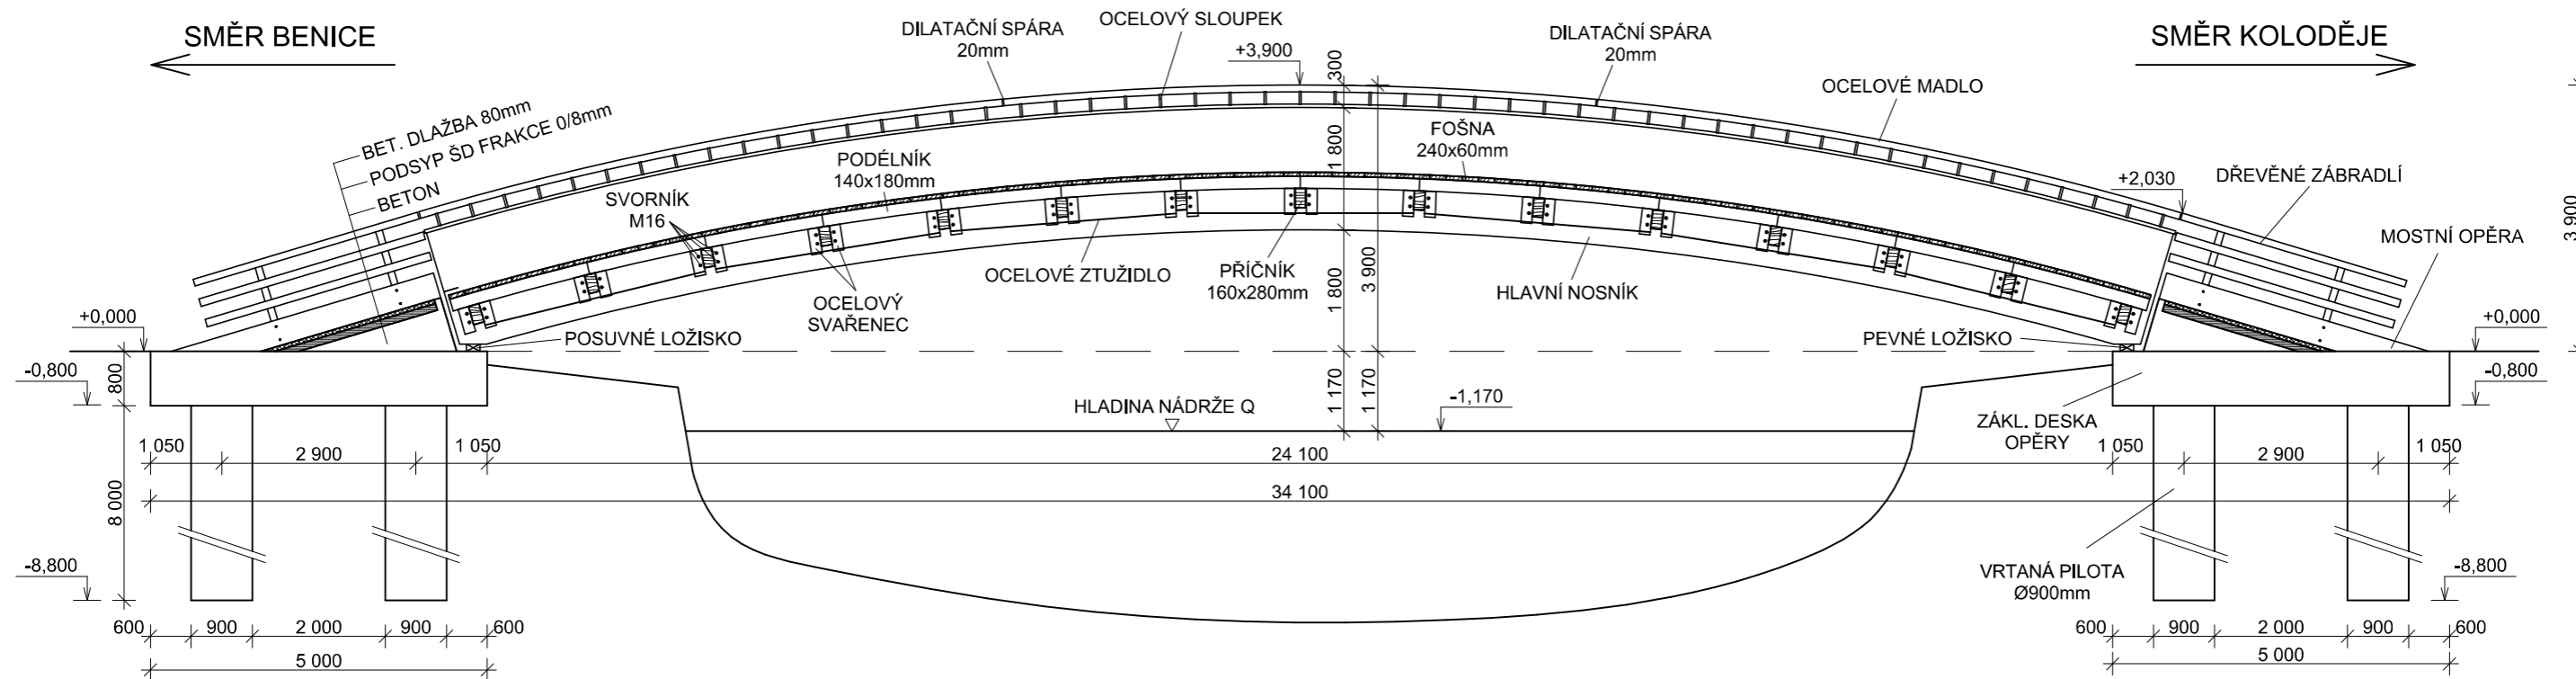 SMĚR BENICE
DILATAČNÍ SPÁRA
20mm
OCELOVÝ SLOUPEK
+3,900
300
DILATAČNÍ SPÁRA
20mm
SMĚR KOLODĚJE
OCELOVÉ MADLO
BET. DLAŽBA 80mm
PODSYP ŠD FRAKCE 0/8mm
BETON
PODÉLNÍK
140x180mm
SVORNÍK
M16
1 800
FOŠNA
240x60mm
+2,030
DŘEVĚNÉ ZÁBRADLÍ
MOSTNÍ OPĚRA
3 900
OCELOVÉ ZTUŽIDLO
PŘÍČNÍK
160x280mm
1 800
3 900
HLAVNÍ NOSNÍK
OCELOVÝ
SVAŘENEC
+0,000
POSUVNÉ LOŽISKO
PEVNÉ LOŽISKO
+0,000
-0,800
800
HLADINA NÁDRŽE Q
1 170
1 170
-1,170
-0,800
ZÁKL. DESKA
OPĚRY
1 050
2 900
1 050
24 100
1 050
2 900
1 050
34 100
8 000
-8,800
VRTANÁ PILOTA
Ø900mm
-8,800
600
900
2 000
900
600
600
900
2 000
900
600
5 000
5 000